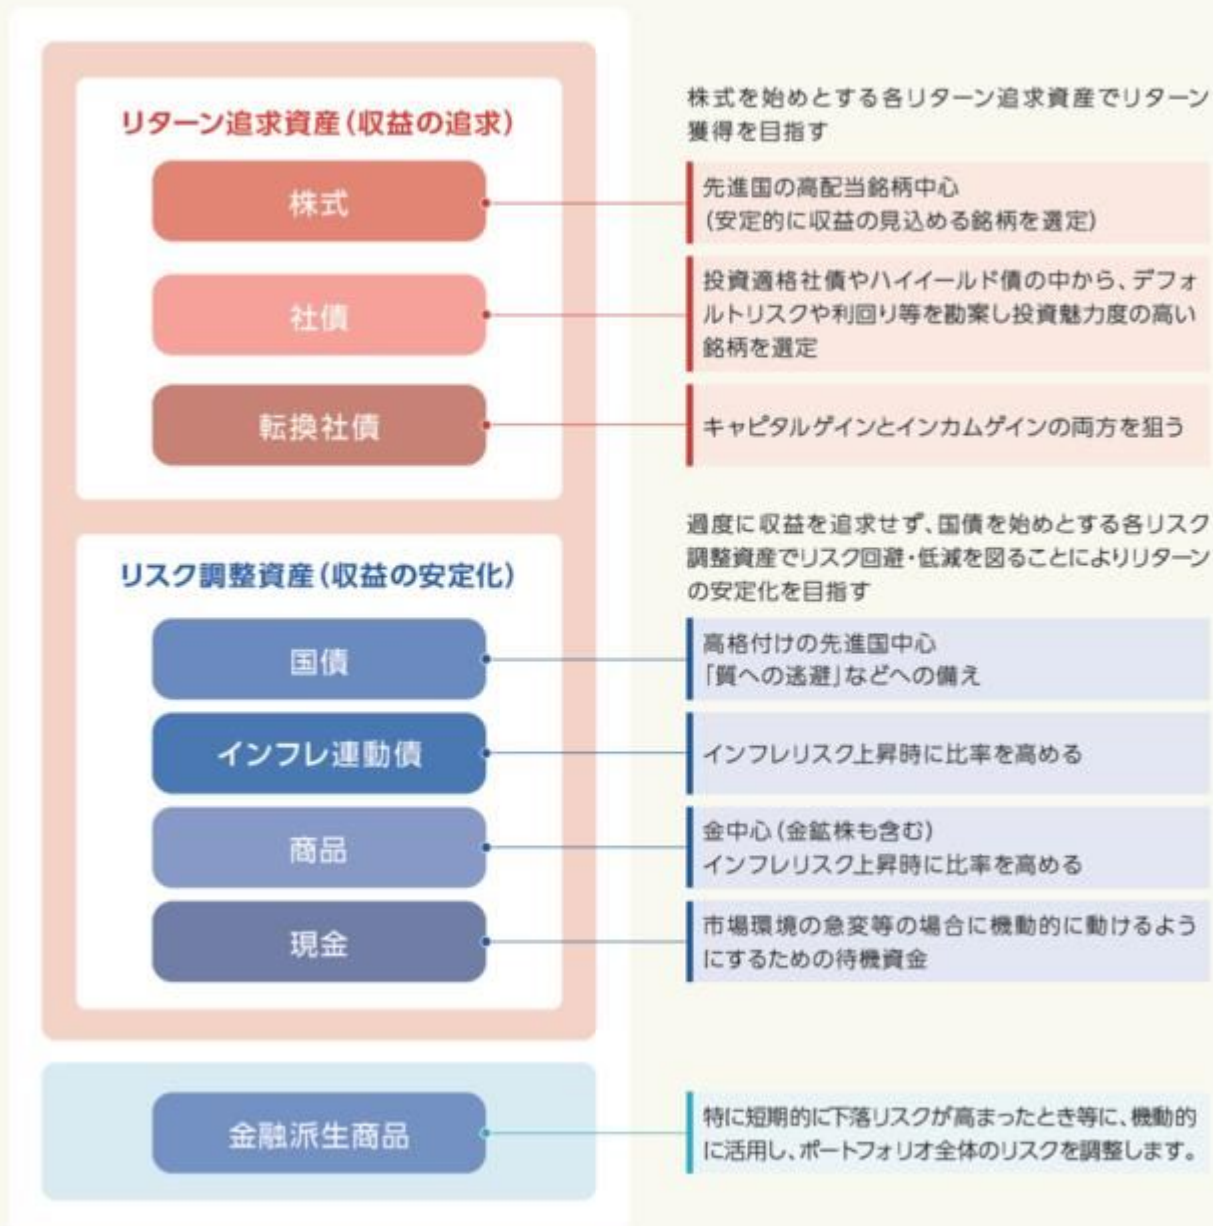 リターン追求資産(収益の追求)
株式を始めとする各リターン追求資産でリターン
獲得を目指す
株式
先進国の高配当銘柄中心
(安定的に収益の見込める銘柄を選定)
社債
投資適格社債やハイイールド債の中から、デフォ
ルトリスクや利回り等を勘案し投資魅力度の高い
銘柄を選定
転換社債
キャピタルゲインとインカムゲインの両方を狙う
リスク調整資産(収益の安定化)
過度に収益を追求せず、国債を始めとする各リスク
調整資産でリスク回避・低減を図ることによりリターン
の安定化を目指す
国債
高格付けの先進国中心
「質への逃避」などへの備え
インフレ連動債
インフレリスク上昇時に比率を高める
商品
金中心(金鉱株も含む)
インフレリスク上昇時に比率を高める
現金
市場環境の急変等の場合に機動的に動けるよう
にするための待機資金
金融派生商品
特に短期的に下落リスクが高まったとき等に、機動的
に活用し、ポートフォリオ全体のリスクを調整します。